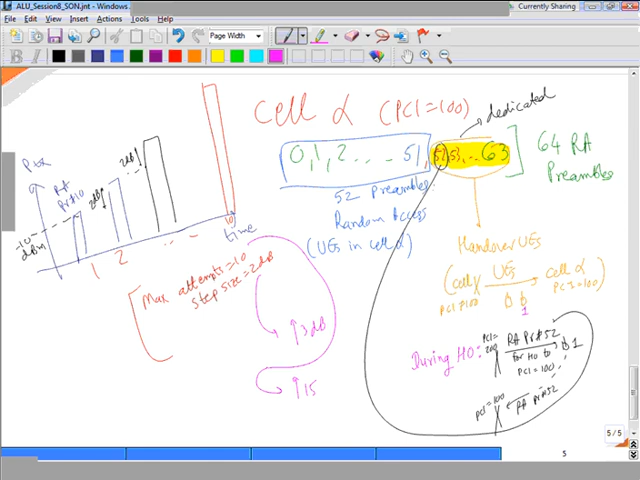 ALU_Session8_SON.jnt - Windows Jo
Currently Sharing
File Edit View Insert Actions Tools Help
Page Width
cell α (PCI=100)
dedicated
0, 1, 2 .... 51, 52, 53, ... 63
64 RA
Preambles
52 Preambles
Random Access
(UEs in cell α)
Handover UEs
(cell X UEs → cell α)
PCI≠100 PCI=100
1
During HO:
PCI=
200
RA Pr#52
for HO to
PCI=100
1
PCI=100
RA Pr#52
PTx
RA
Pr#10
-10
dBm
2dB
2dB
1 2 .. ..
10
time
Max attempts=10
step size=2dB
↑3dB
↑15
5/5
5